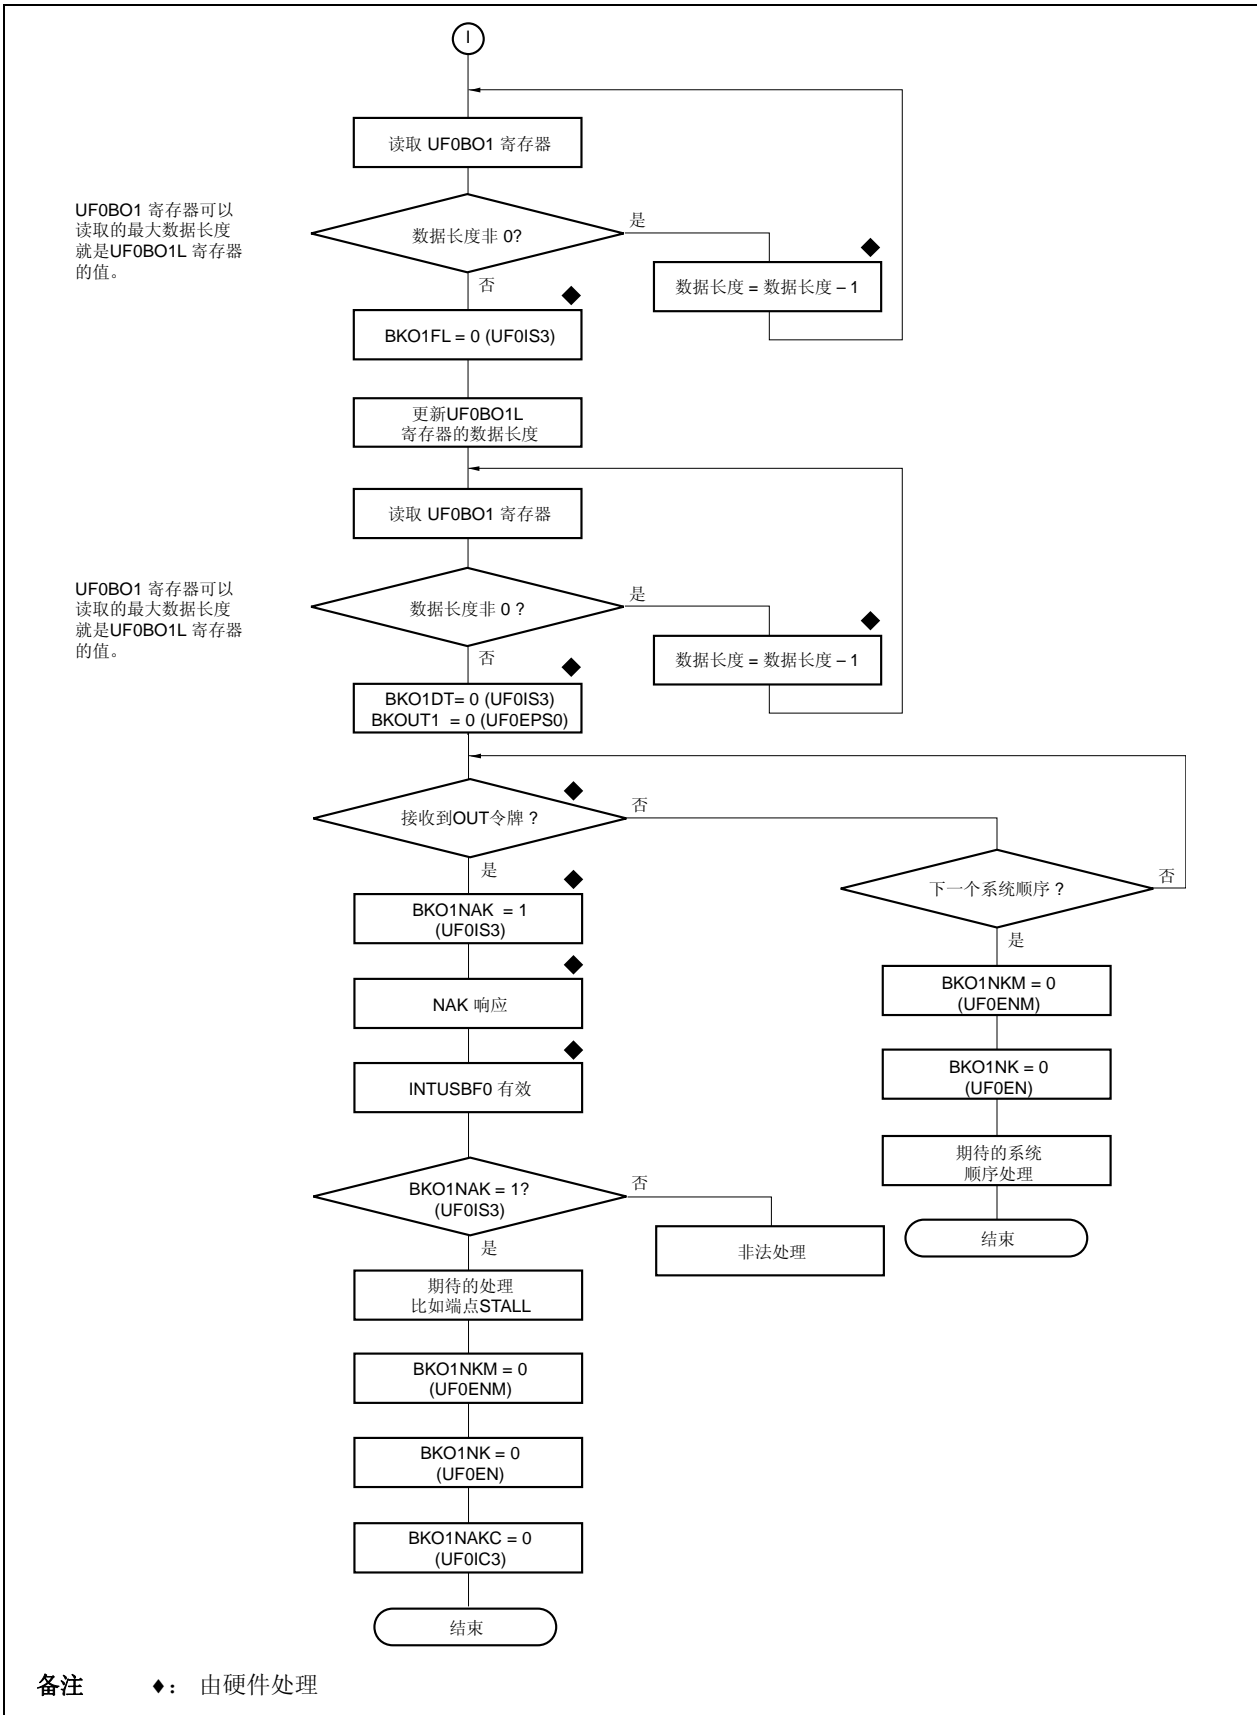 I
读取 UF0BO1 寄存器
UF0BO1 寄存器可以
读取的最大数据长度
就是UF0BO1L 寄存器
的值。
数据长度非 0?
是
数据长度 = 数据长度 – 1
否
BKO1FL = 0 (UF0IS3)
更新UF0BO1L
寄存器的数据长度
读取 UF0BO1 寄存器
UF0BO1 寄存器可以
读取的最大数据长度
就是UF0BO1L 寄存器
的值。
数据长度非 0 ?
是
数据长度 = 数据长度 – 1
否
BKO1DT= 0 (UF0IS3)
BKOUT1 = 0 (UF0EPS0)
接收到OUT令牌 ?
否
是
下一个系统顺序 ?
否
是
BKO1NAK = 1
(UF0IS3)
NAK 响应
INTUSBF0 有效
BKO1NKM = 0
(UF0ENM)
BKO1NK = 0
(UF0EN)
期待的系统
顺序处理
结束
BKO1NAK = 1?
(UF0IS3)
否
非法处理
是
期待的处理
比如端点STALL
BKO1NKM = 0
(UF0ENM)
BKO1NK = 0
(UF0EN)
BKO1NAKC = 0
(UF0IC3)
结束
备注 ♦： 由硬件处理